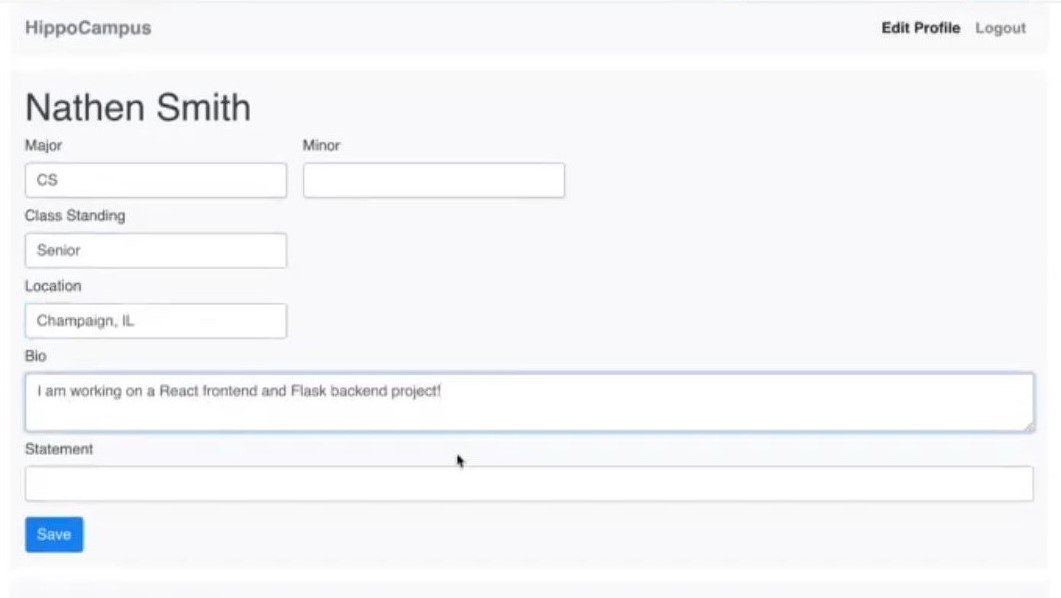 HippoCampus Edit Profile Logout
Nathen Smith
Major Minor
CS
Class Standing
Senior
Location
Champaign, IL
Bio
I am working on a React frontend and Flask backend project!
Statement
Save